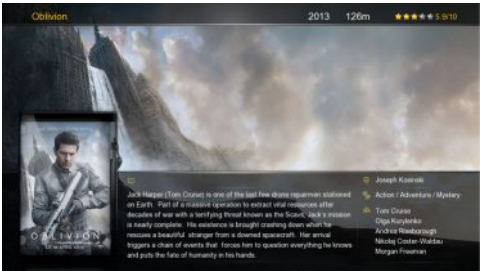 Oblivion
2013
126m
5.9/10
Joseph Kosinski
Action / Adventure / Mystery
Tom Cruise
Olga Kurylenko
Andrea Riseborough
Nikolaj Coster-Waldau
Morgan Freeman
Jack Harper (Tom Cruise) is one of the last few drone repairmen stationed
on Earth. Part of a massive operation to extract vital resources after
decades of war with a terrifying threat known as the Scavs, Jack's mission
is nearly complete. His existence is brought crashing down when he
rescues a beautiful stranger from a downed spacecraft. Her arrival
triggers a chain of events that forces him to question everything he knows
and puts the fate of humanity in his hands.
OBLIVION